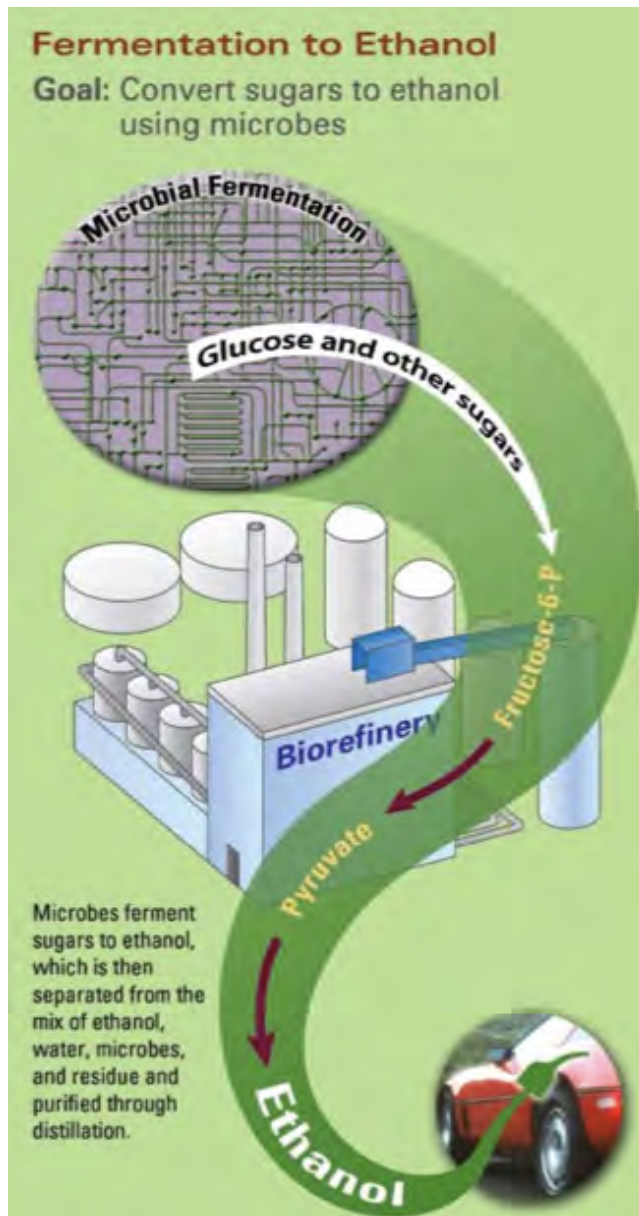 Fermentation to Ethanol
Goal: Convert sugars to ethanol
using microbes
Microbial Fermentation
Glucose and other sugars
Fructose-6-P
Biorefinery
Pyruvate
Microbes ferment
sugars to ethanol,
which is then
separated from the
mix of ethanol,
water, microbes,
and residue and
purified through
distillation.
Ethanol